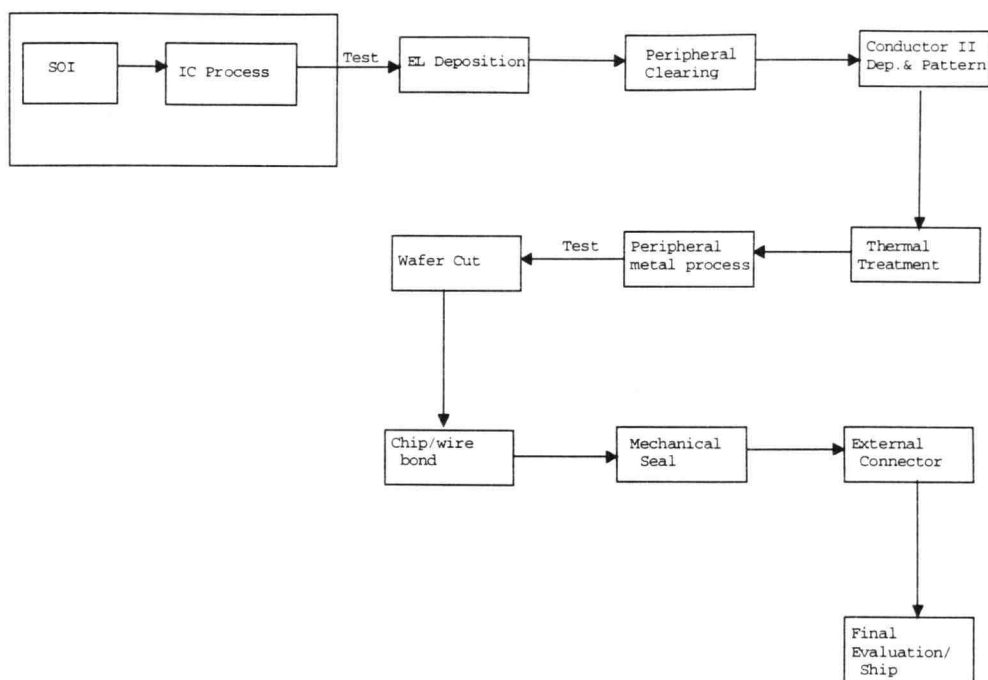 SOI
IC Process
Test
EL Deposition
Peripheral
Clearing
Conductor II
Dep.& Pattern
Thermal
Treatment
Peripheral
metal process
Test
Wafer Cut
Chip/wire
bond
Mechanical
Seal
External
Connector
Final
Evaluation/
Ship